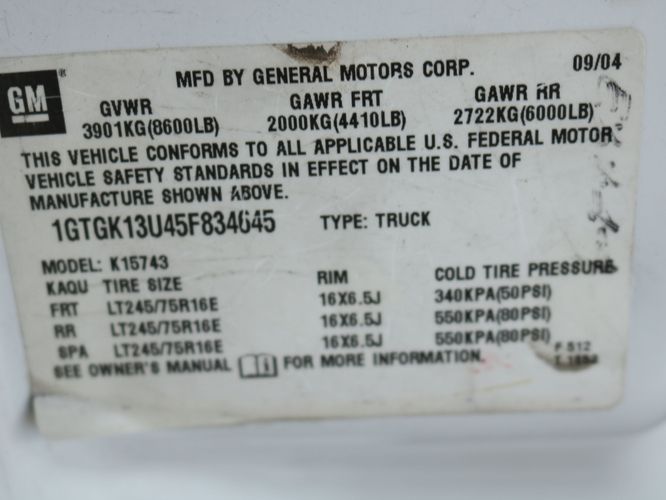 09/04
MFD BY GENERAL MOTORS CORP.
GM
GVWR GAWR FRT GAWR RR
3901KG(8600LB) 2000KG(4410LB) 2722KG(6000LB)
THIS VEHICLE CONFORMS TO ALL APPLICABLE U.S. FEDERAL MOTOR
VEHICLE SAFETY STANDARDS IN EFFECT ON THE DATE OF
MANUFACTURE SHOWN ABOVE.
1GTGK13U45F834645 TYPE: TRUCK
MODEL: K15743
KAQU TIRE SIZE RIM COLD TIRE PRESSURE
FRT LT245/75R16E 16X6.5J 340KPA(50PSI)
RR LT245/75R16E 16X6.5J 550KPA(80PSI)
SPA LT245/75R16E 16X6.5J 550KPA(80PSI)
SEE OWNER'S MANUAL FOR MORE INFORMATION.